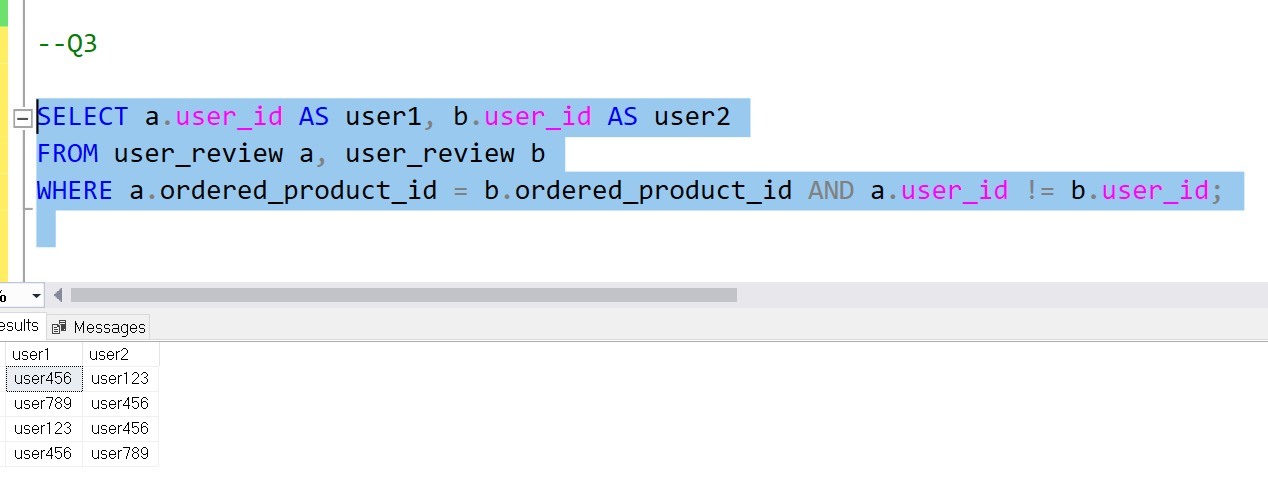 --Q3
SELECT a.user_id AS user1, b.user_id AS user2
FROM user_review a, user_review b
WHERE a.ordered_product_id = b.ordered_product_id AND a.user_id != b.user_id;
%
esults Messages
user1 user2
user456 user123
user789 user456
user123 user456
user456 user789